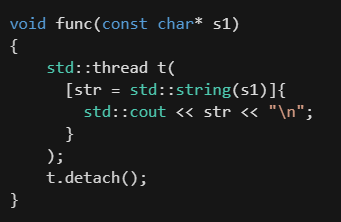 void func(const char* s1)
{
    std::thread t(
      [str = std::string(s1)]{
        std::cout << str << "\n";
      }
    );
    t.detach();
}